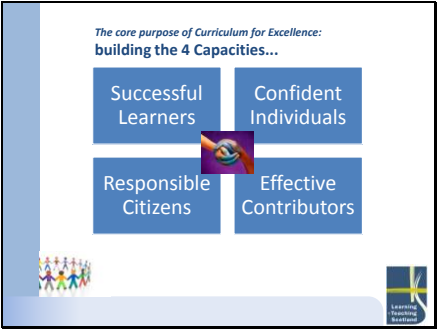 The core purpose of Curriculum for Excellence:
building the 4 Capacities...
Successful
Learners
Confident
Individuals
Responsible
Citizens
Effective
Contributors
Learning
+Teaching
Scotland